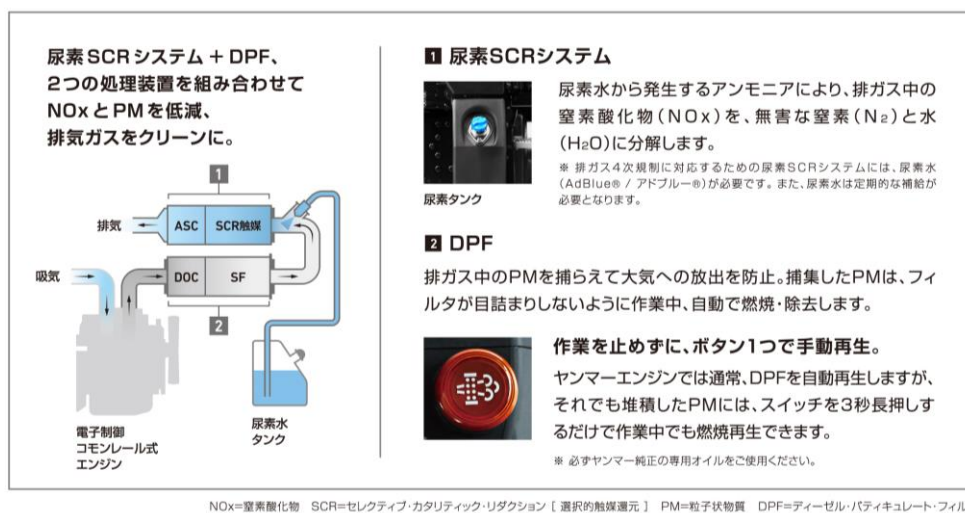 尿素SCRシステム + DPF、
2つの処理装置を組み合わせて
NOxとPMを低減、
排気ガスをクリーンに。
1
排気
ASC
SCR触媒
吸気
DOC
SF
2
電子制御
コモンレール式
エンジン
尿素水
タンク
1 尿素SCRシステム
尿素タンク
尿素水から発生するアンモニアにより、排ガス中の
窒素酸化物(NOx)を、無害な窒素(N2)と水
(H2O)に分解します。
※ 排ガス4次規制に対応するための尿素SCRシステムには、尿素水
(AdBlue® / アドブルー®)が必要です。また、尿素水は定期的な補給が
必要となります。
2 DPF
排ガス中のPMを捕らえて大気への放出を防止。捕集したPMは、フィ
ルタが目詰まりしないように作業中、自動で燃焼・除去します。
作業を止めずに、ボタン1つで手動再生。
ヤンマーエンジンでは通常、DPFを自動再生しますが、
それでも堆積したPMには、スイッチを3秒長押しす
るだけで作業中でも燃焼再生できます。
※ 必ずヤンマー純正の専用オイルをご使用ください。
NOx=窒素酸化物 SCR=セレクティブ・カタリティック・リダクション [ 選択的触媒還元 ] PM=粒子状物質 DPF=ディーゼル・パティキュレート・フィル